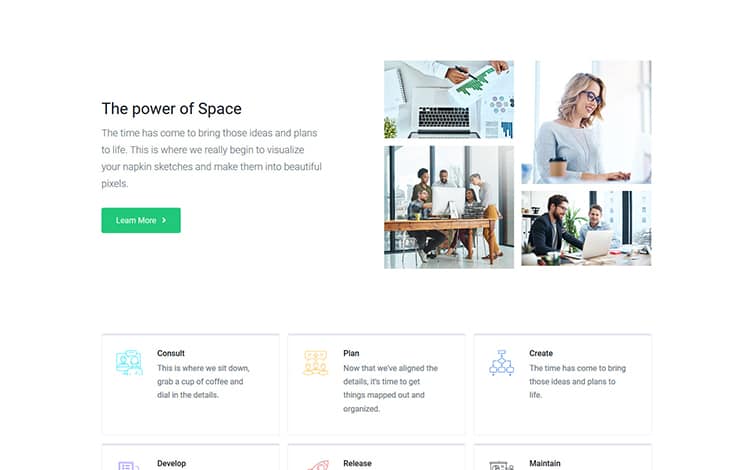 The power of Space
The time has come to bring those ideas and plans
to life. This is where we really begin to visualize
your napkin sketches and make them into beautiful
pixels.
Learn More
Consult
This is where we sit down,
grab a cup of coffee and
dial in the details.
Plan
Now that we've aligned the
details, it's time to get
things mapped out and
organized.
Create
The time has come to bring
those ideas and plans to
life.
Develop
Release
Maintain